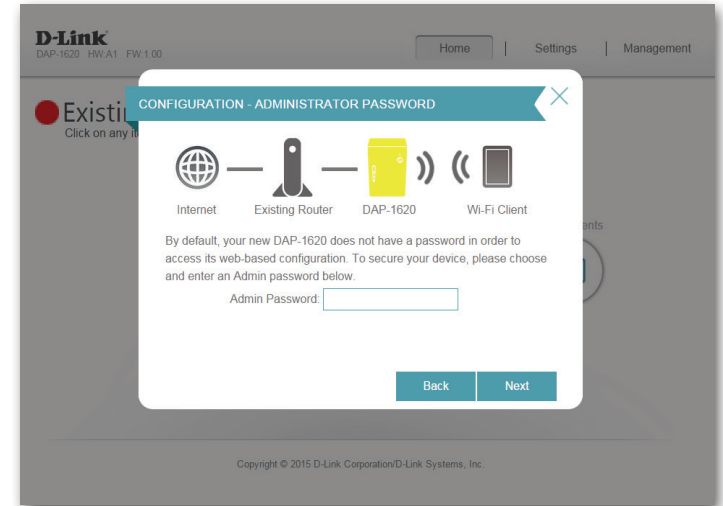 D-Link
DAP-1620 HW:A1 FW:1.00
Home | Settings | Management
Existi
Click on any it
CONFIGURATION - ADMINISTRATOR PASSWORD
Internet Existing Router DAP-1620 Wi-Fi Client
ents
By default, your new DAP-1620 does not have a password in order to
access its web-based configuration. To secure your device, please choose
and enter an Admin password below.
Admin Password:
Back Next
Copyright © 2015 D-Link Corporation/D-Link Systems, Inc.